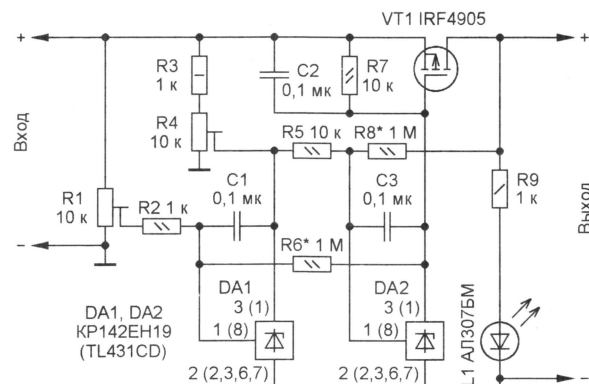 VT1 IRF4905
+
+
R3
1 к
C2
0,1 мк
R7
10 к
Вход
R4
10 к
R5 10 к
R8* 1 М
R1
10 к
R2 1 к
C1
0,1 мк
C3
0,1 мк
R9
1 к
Выход
–
R6* 1 М
DA1, DA2
КР142ЕН19
(TL431CD)
DA1
3 (1)
1 (8)
2 (2,3,6,7)
DA2
3 (1)
1 (8)
2 (2,3,6,7)
L1 АЛ307БМ
–